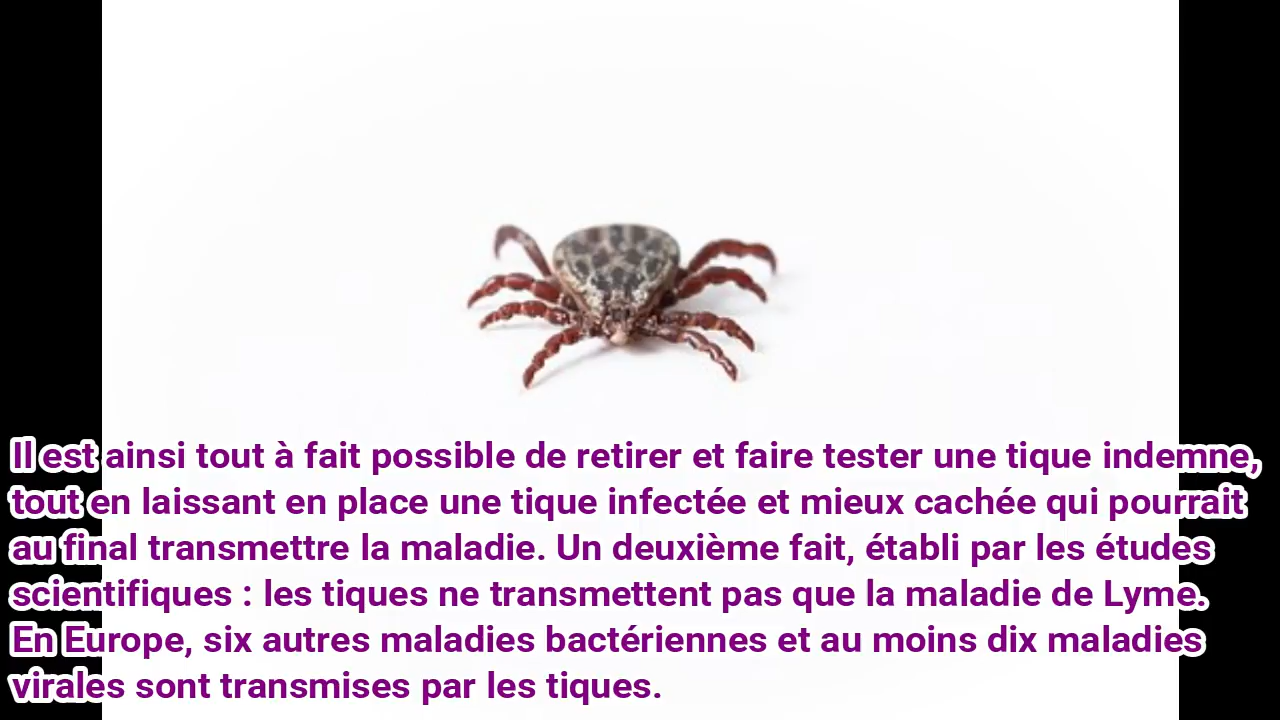 Il est ainsi tout à fait possible de retirer et faire tester une tique indemne,
tout en laissant en place une tique infectée et mieux cachée qui pourrait
au final transmettre la maladie. Un deuxième fait, établi par les études
scientifiques : les tiques ne transmettent pas que la maladie de Lyme.
En Europe, six autres maladies bactériennes et au moins dix maladies
virales sont transmises par les tiques.